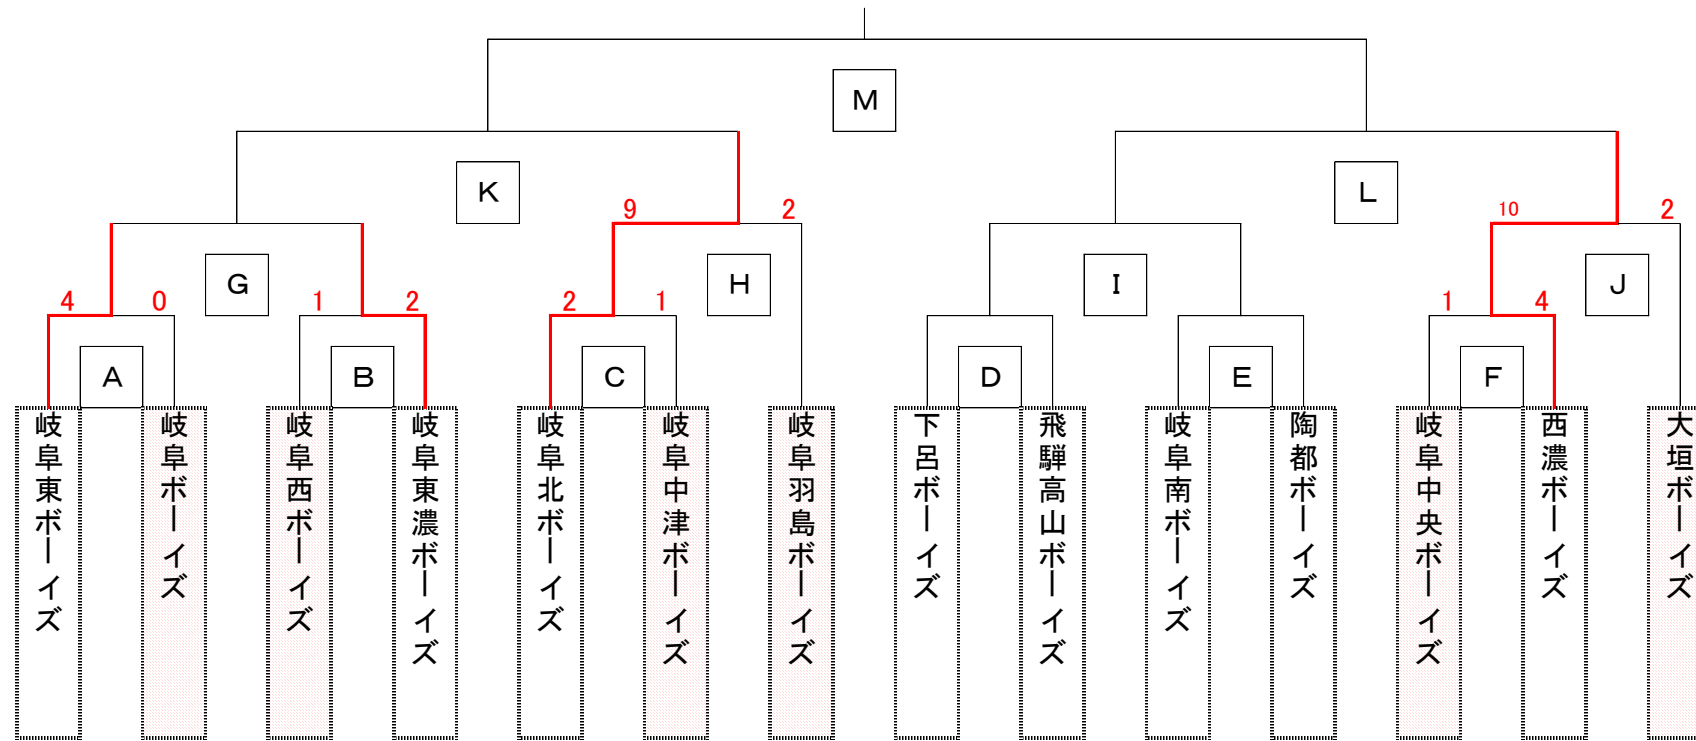 M
K
L
9
2
10
2
G
H
I
J
4
0
1
2
2
1
1
4
A
B
C
D
E
F
岐阜東ボーイズ
岐阜ボーイズ
岐阜西ボーイズ
岐阜東濃ボーイズ
岐阜北ボーイズ
岐阜中津ボーイズ
岐阜羽島ボーイズ
下呂ボーイズ
飛騨高山ボーイズ
岐阜南ボーイズ
陶都ボーイズ
岐阜中央ボーイズ
西濃ボーイズ
大垣ボーイズ